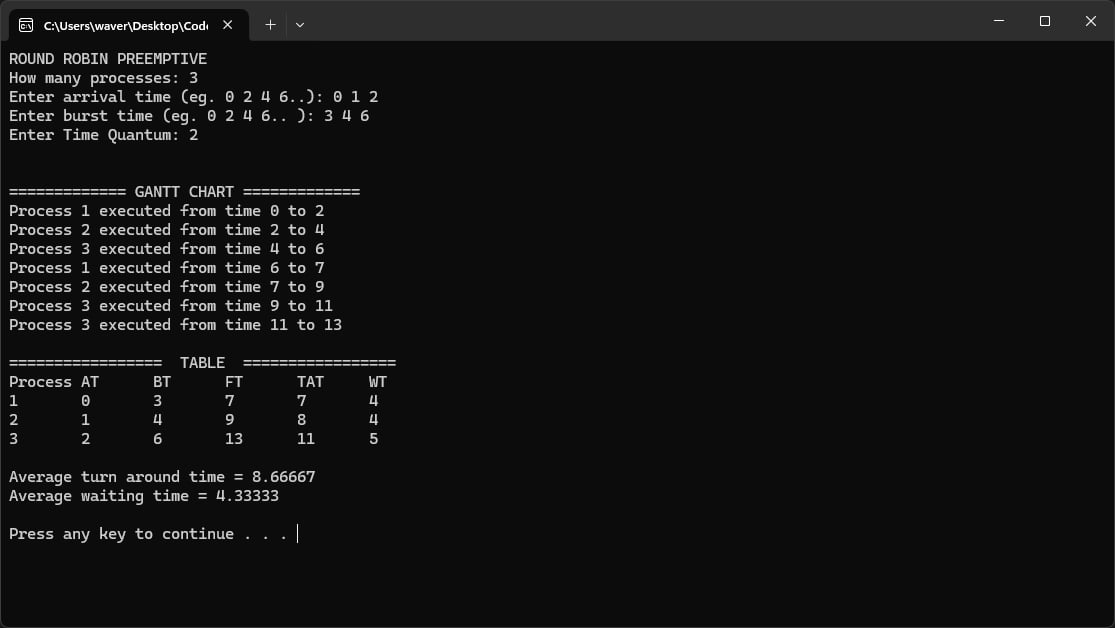 C:\Users\waver\Desktop\Code
ROUND ROBIN PREEMPTIVE
How many processes: 3
Enter arrival time (eg. 0 2 4 6..): 0 1 2
Enter burst time (eg. 0 2 4 6.. ): 3 4 6
Enter Time Quantum: 2
============= GANTT CHART =============
Process 1 executed from time 0 to 2
Process 2 executed from time 2 to 4
Process 3 executed from time 4 to 6
Process 1 executed from time 6 to 7
Process 2 executed from time 7 to 9
Process 3 executed from time 9 to 11
Process 3 executed from time 11 to 13
================= TABLE =================
Process AT BT FT TAT WT
1 0 3 7 7 4
2 1 4 9 8 4
3 2 6 13 11 5
Average turn around time = 8.66667
Average waiting time = 4.33333
Press any key to continue . . .